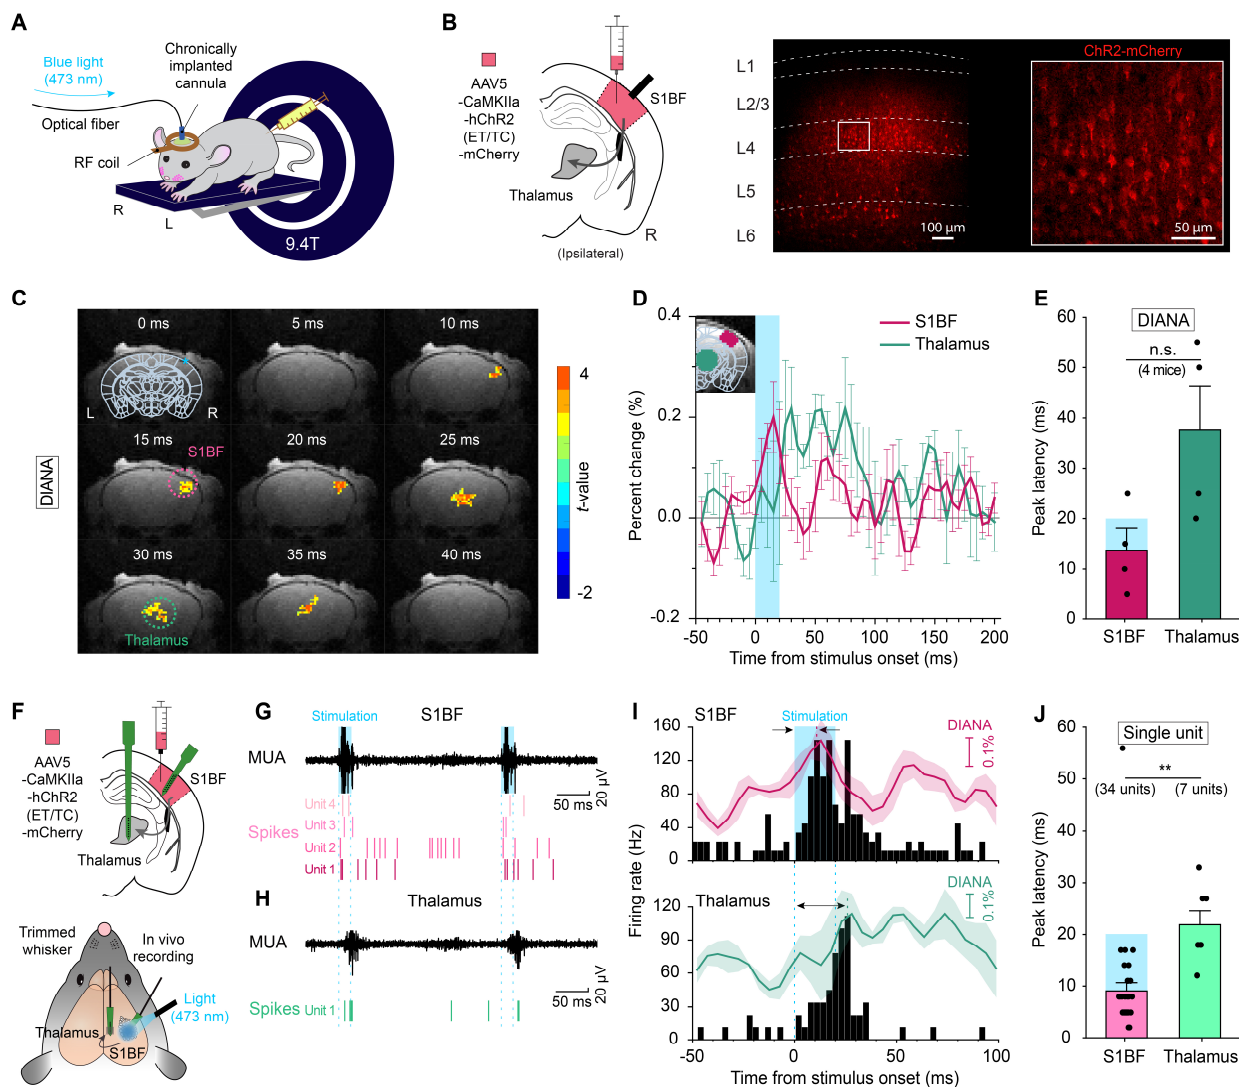 A
Blue light
(473 nm)
Optical fiber
Chronically
implanted
cannula
RF coil
R
L
9.4T
B
AAV5
-CaMKIIa
-hChR2
(ET/TC)
-mCherry
S1BF
Thalamus
(Ipsilateral)
R
L1
L2/3
L4
L5
L6
100 µm
ChR2-mCherry
50 µm
C
DIANA
0 ms
5 ms
10 ms
L
R
15 ms
S1BF
20 ms
25 ms
30 ms
Thalamus
35 ms
40 ms
4
t-value
-2
D
S1BF
Thalamus
Percent change (%)
0.4
0.2
0.0
-0.2
-50
0
50
100
150
200
Time from stimulus onset (ms)
E
DIANA
n.s.
(4 mice)
Peak latency (ms)
60
50
40
30
20
10
0
S1BF
Thalamus
F
AAV5
-CaMKIIa
-hChR2
(ET/TC)
-mCherry
S1BF
Thalamus
Trimmed
whisker
In vivo
recording
Light
(473 nm)
Thalamus
S1BF
G
Stimulation
S1BF
MUA
50 ms
20 µV
Spikes
Unit 4
Unit 3
Unit 2
Unit 1
H
Thalamus
MUA
50 ms
20 µV
Spikes
Unit 1
I
S1BF
Stimulation
DIANA
0.1%
160
120
80
40
0
Firing rate (Hz)
Thalamus
DIANA
0.1%
120
90
60
30
0
-50
0
50
100
Time from stimulus onset (ms)
J
Single unit
**
(34 units)
(7 units)
Peak latency (ms)
60
50
40
30
20
10
0
S1BF
Thalamus